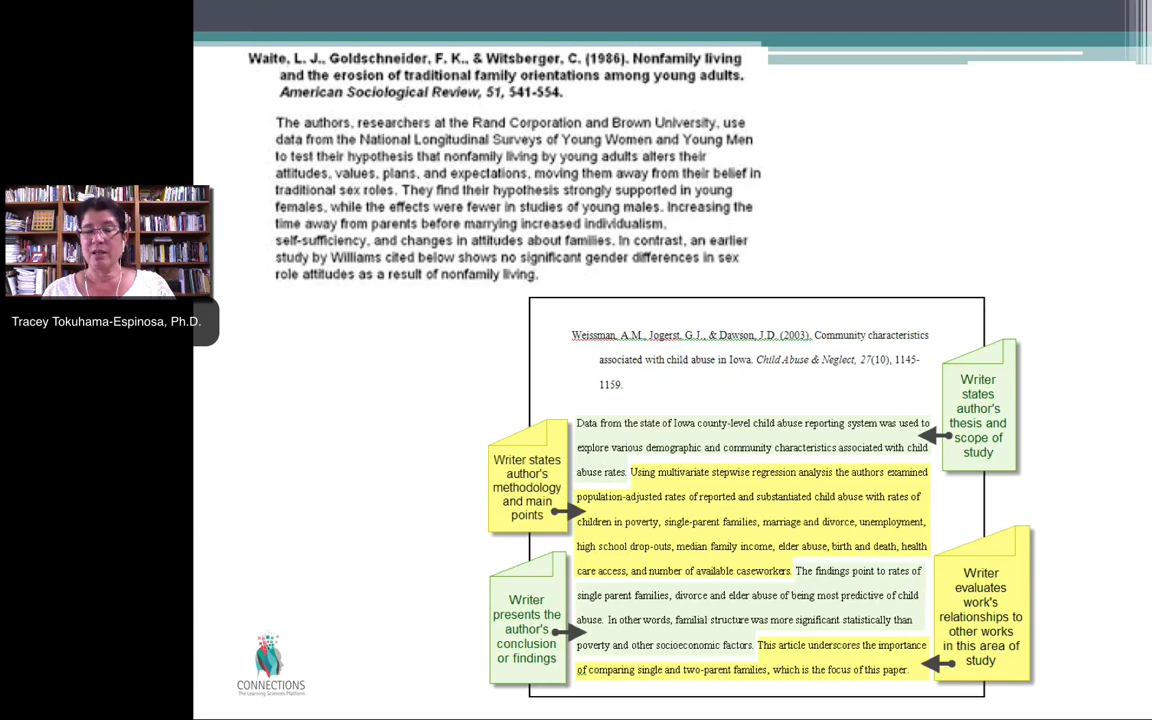 Waite, L. J., Goldschneider, F. K., & Witsberger, C. (1986). Nonfamily living
and the erosion of traditional family orientations among young adults.
American Sociological Review, 51, 541-554.
The authors, researchers at the Rand Corporation and Brown University, use
data from the National Longitudinal Surveys of Young Women and Young Men
to test their hypothesis that nonfamily living by young adults alters their
attitudes, values, plans, and expectations, moving them away from their belief in
traditional sex roles. They find their hypothesis strongly supported in young
females, while the effects were fewer in studies of young males. Increasing the
time away from parents before marrying increased individualism,
self-sufficiency, and changes in attitudes about families. In contrast, an earlier
study by Williams cited below shows no significant gender differences in sex
role attitudes as a result of nonfamily living.
Tracey Tokuhama-Espinosa, Ph.D.
Weissman, A.M., Jogerst, G.J., & Dawson, J.D. (2003). Community characteristics
associated with child abuse in Iowa. Child Abuse & Neglect, 27(10), 1145-
1159.
Data from the state of Iowa county-level child abuse reporting system was used to
explore various demographic and community characteristics associated with child
abuse rates. Using multivariate stepwise regression analysis the authors examined
population-adjusted rates of reported and substantiated child abuse with rates of
children in poverty, single-parent families, marriage and divorce, unemployment,
high school drop-outs, median family income, elder abuse, birth and death, health
care access, and number of available caseworkers. The findings point to rates of
single parent families, divorce and elder abuse of being most predictive of child
abuse. In other words, familial structure was more significant statistically than
poverty and other socioeconomic factors. This article underscores the importance
of comparing single and two-parent families, which is the focus of this paper.
Writer
states
author's
thesis and
scope of
study
Writer states
author's
methodology
and main
points
Writer
presents the
author's
conclusion
or findings
Writer
evaluates
work's
relationships to
other works
in this area of
study
CONNECTIONS
The Learning Sciences Platform